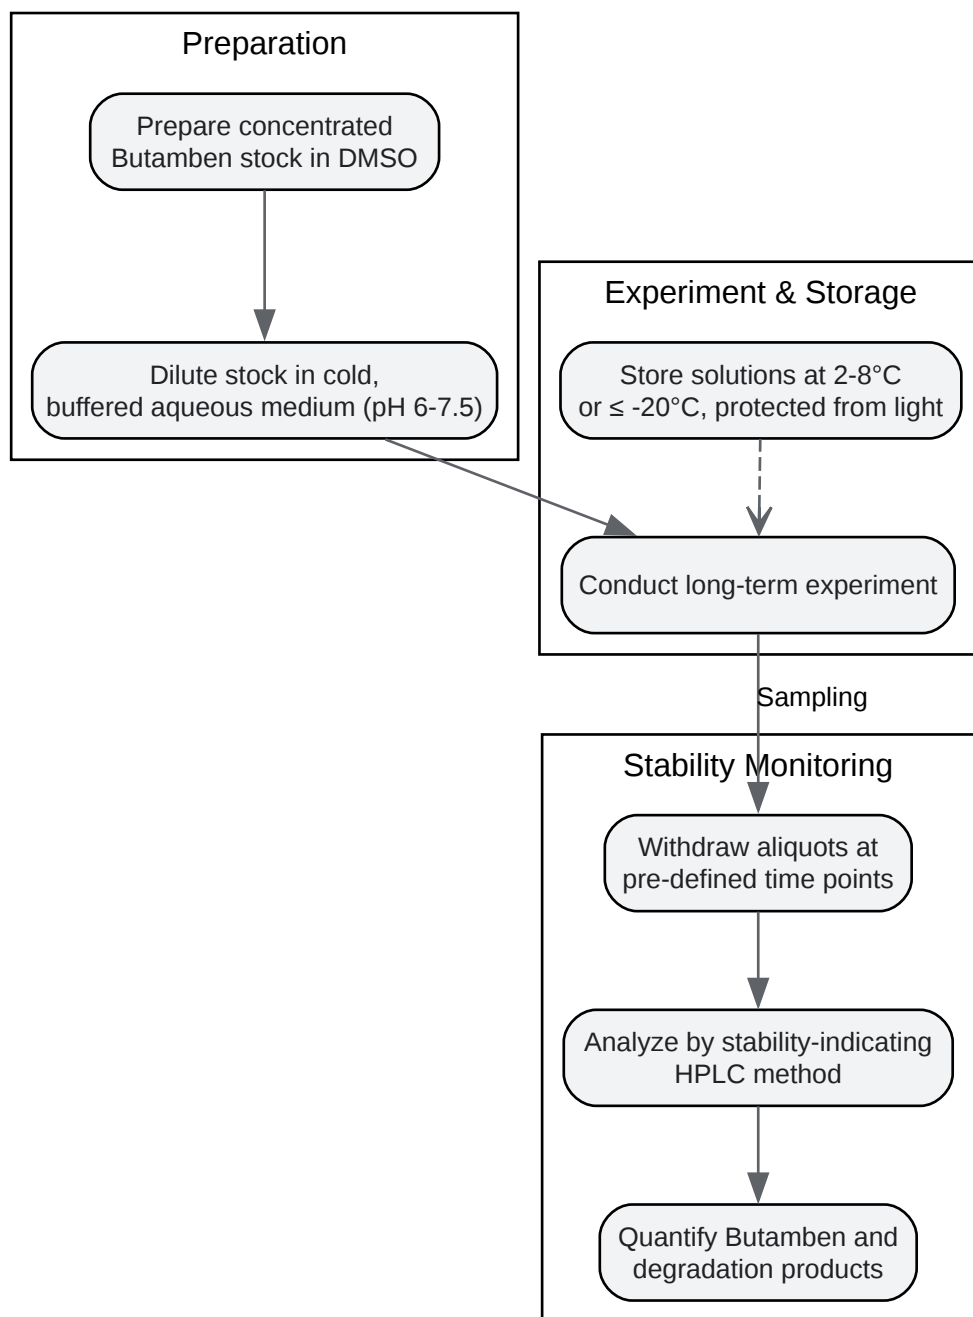 Preparation
Prepare concentrated
Butamben stock in DMSO
Dilute stock in cold,
buffered aqueous medium (pH 6-7.5)
Experiment & Storage
Store solutions at 2-8°C
or ≤ -20°C, protected from light
Conduct long-term experiment
Sampling
Stability Monitoring
Withdraw aliquots at
pre-defined time points
Analyze by stability-indicating
HPLC method
Quantify Butamben and
degradation products